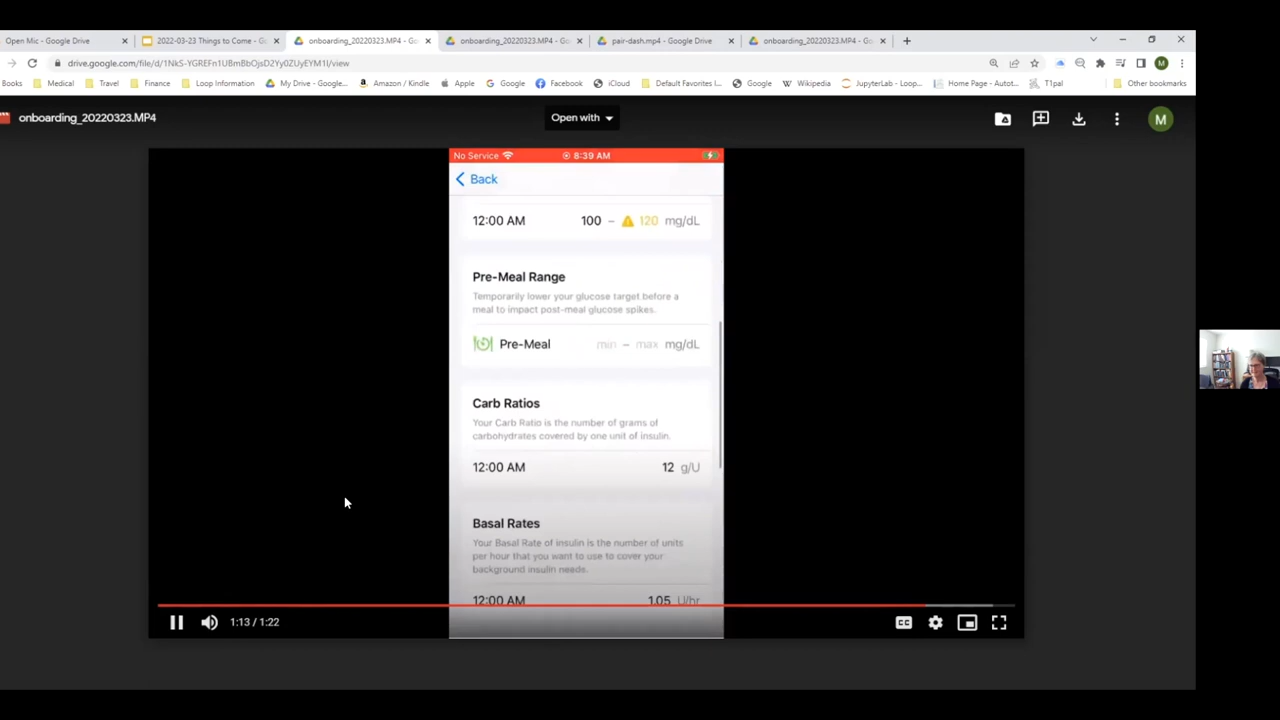 Open Mic - Google Drive
2022-03-23 Things to Come - Go
onboarding_20220323.MP4 - Go
onboarding_20220323.MP4 - Go
pair-dash.mp4 - Google Drive
onboarding_20220323.MP4 - Go
drive.google.com/file/d/1NkS-YGREFn1UBmBbOjsD2Yy0ZUyEYM1I/view
M
Books
Medical
Travel
Finance
Loop Information
My Drive - Google...
Amazon / Kindle
Apple
Google
Facebook
iCloud
Default Favorites I...
Google
Wikipedia
JupyterLab - Loop...
Home Page - Autot...
T1pal
Other bookmarks
onboarding_20220323.MP4
Open with
M
No Service
8:39 AM
Back
12:00 AM 100 – 120 mg/dL
Pre-Meal Range
Temporarily lower your glucose target before a
meal to impact post-meal glucose spikes.
Pre-Meal min – max mg/dL
Carb Ratios
Your Carb Ratio is the number of grams of
carbohydrates covered by one unit of insulin.
12:00 AM 12 g/U
Basal Rates
Your Basal Rate of insulin is the number of units
per hour that you want to use to cover your
background insulin needs.
12:00 AM 1.05 U/hr
1:13 / 1:22
CC